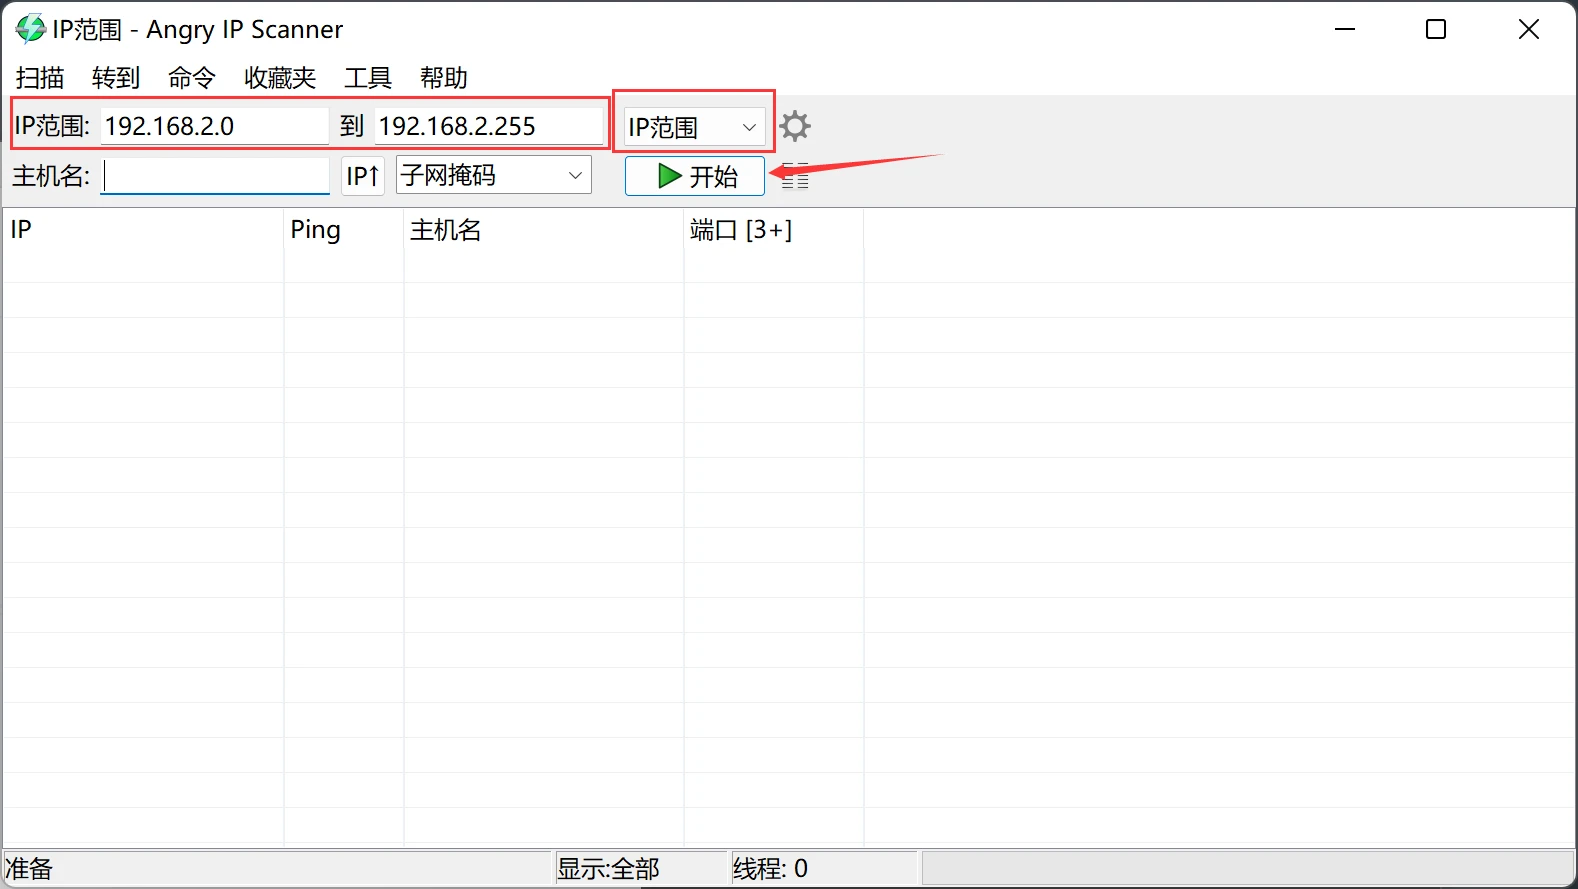 IP范围 - Angry IP Scanner
扫描 转到 命令 收藏夹 工具 帮助
IP范围: 192.168.2.0 到 192.168.2.255 IP范围
主机名: IP↑ 子网掩码 开始
IP Ping 主机名 端口 [3+]
准备 显示:全部 线程: 0